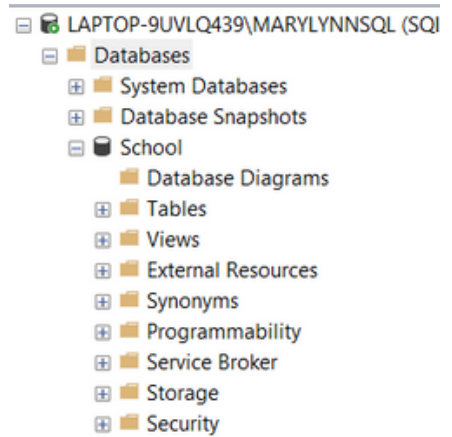 LAPTOP-9UVLQ439\MARYLYNNSQL (SQL
Databases
System Databases
Database Snapshots
School
Database Diagrams
Tables
Views
External Resources
Synonyms
Programmability
Service Broker
Storage
Security